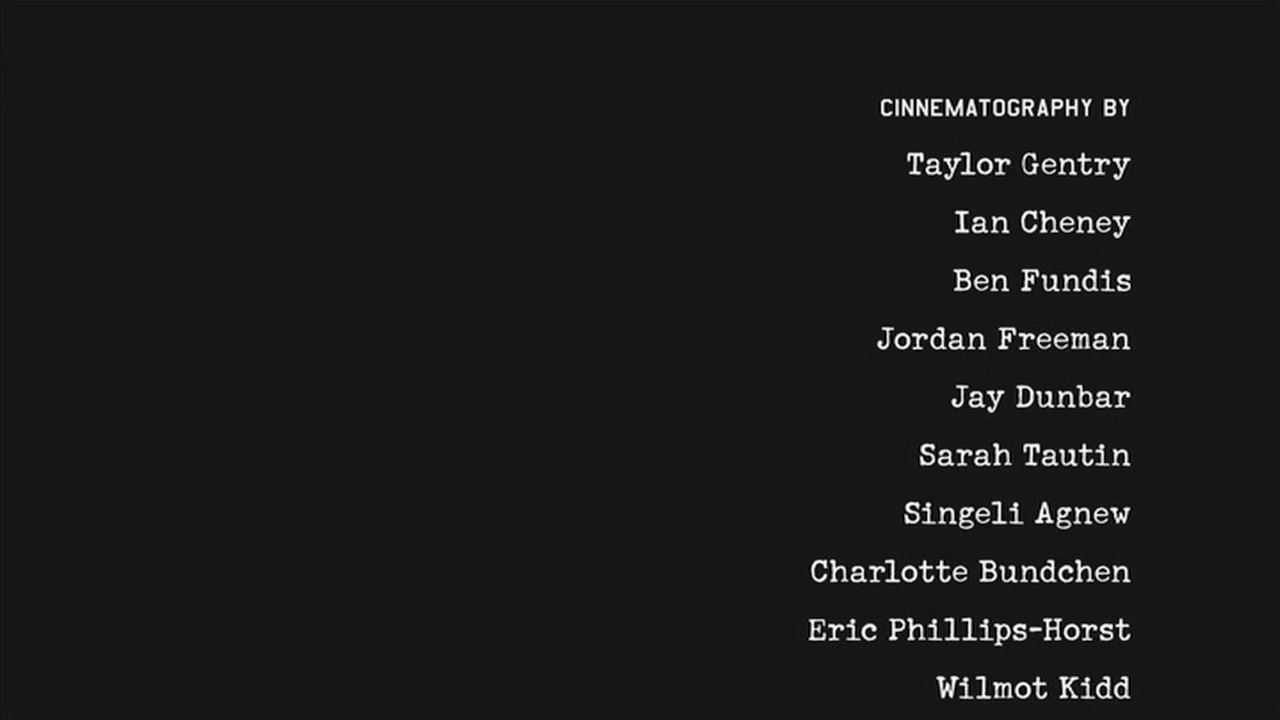 CINNEMATOGRAPHY BY
Taylor Gentry
Ian Cheney
Ben Fundis
Jordan Freeman
Jay Dunbar
Sarah Tautin
Singeli Agnew
Charlotte Bundchen
Eric Phillips-Horst
Wilmot Kidd